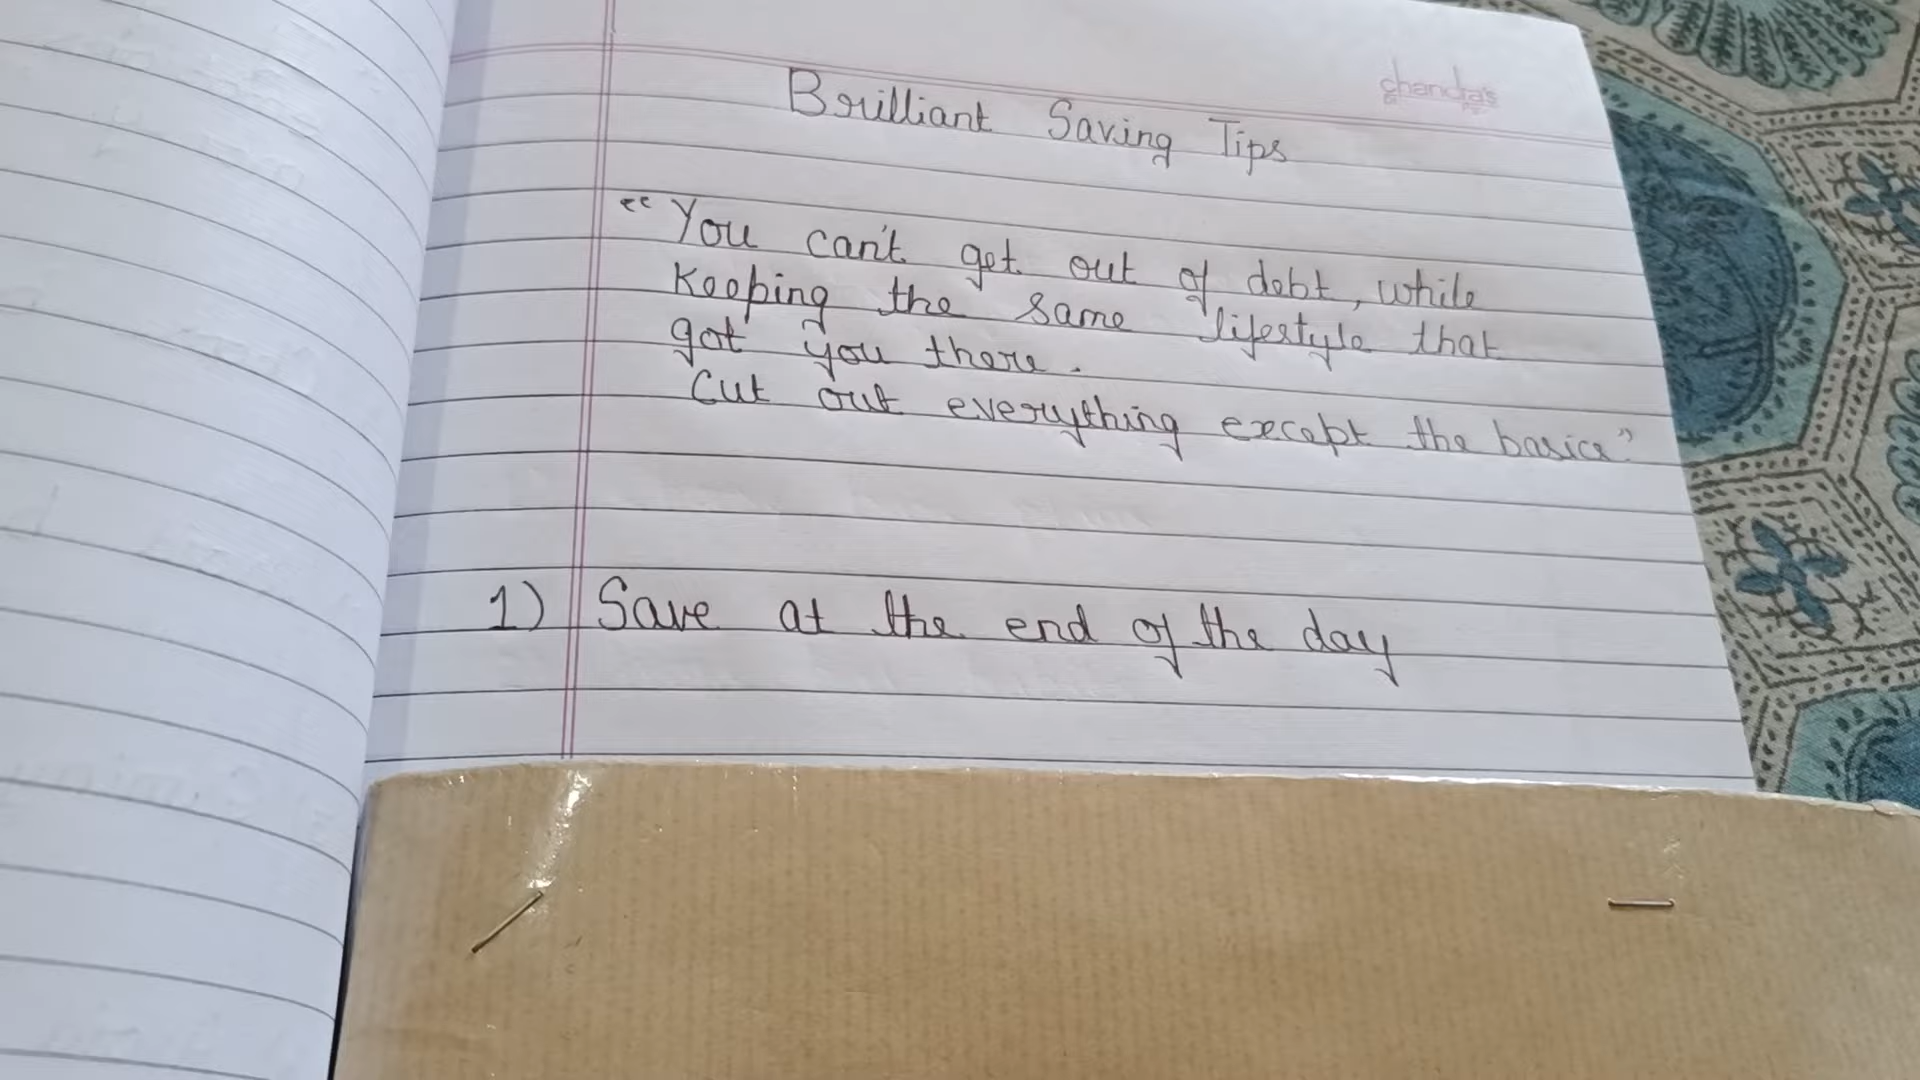 chandra's
Brilliant Saving Tips
“You can't get out of debt, while
Keeping the same lifestyle that
got you there.
Cut out everything except the basics”
1) Save at the end of the day